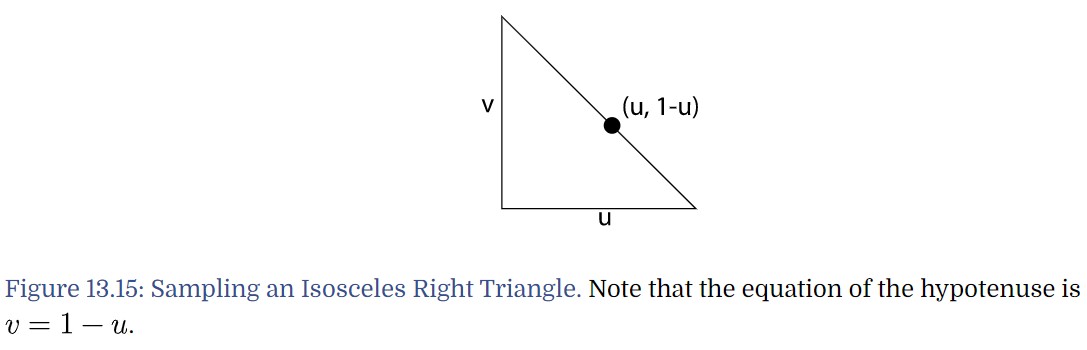 v
(u, 1-u)
u
Figure 13.15: Sampling an Isosceles Right Triangle. Note that the equation of the hypotenuse is
v = 1 − u.